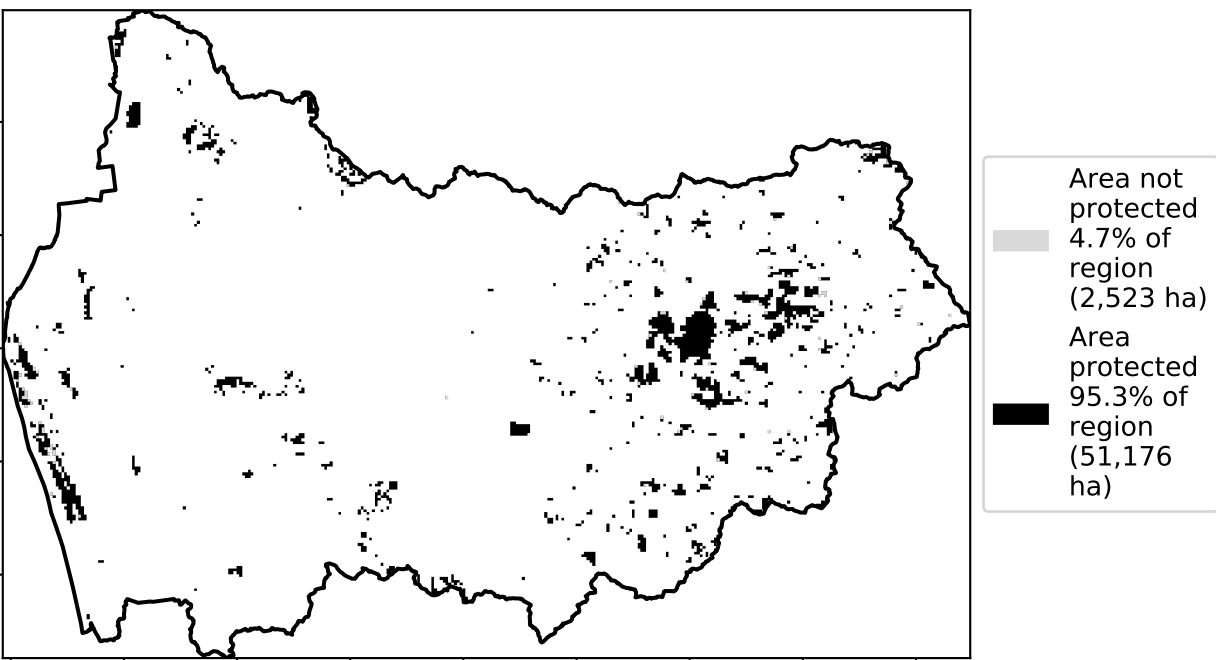 Area not
protected
4.7% of
region
(2,523 ha)
Area
protected
95.3% of
region
(51,176
ha)